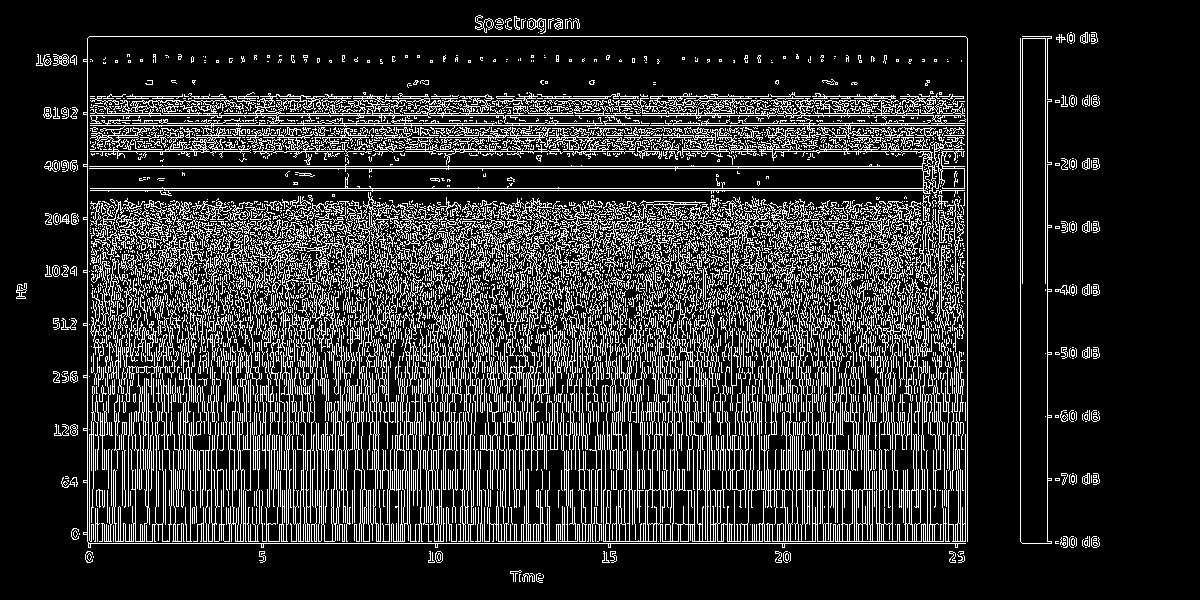 Spectrogram
16384
8192
4096
2048
1024
512
256
128
64
0
Hz
0 5 10 15 20 25
Time
+0 dB
-10 dB
-20 dB
-30 dB
-40 dB
-50 dB
-60 dB
-70 dB
-80 dB